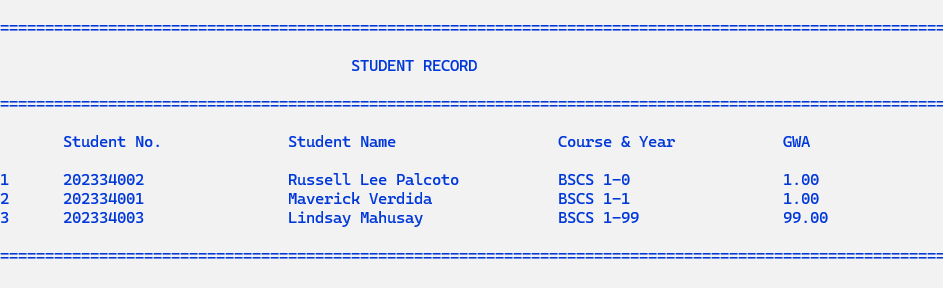 ================================================================================
STUDENT RECORD
================================================================================
Student No. Student Name Course & Year GWA
1 202334002 Russell Lee Palcoto BSCS 1-0 1.00
2 202334001 Maverick Verdida BSCS 1-1 1.00
3 202334003 Lindsay Mahusay BSCS 1-99 99.00
================================================================================